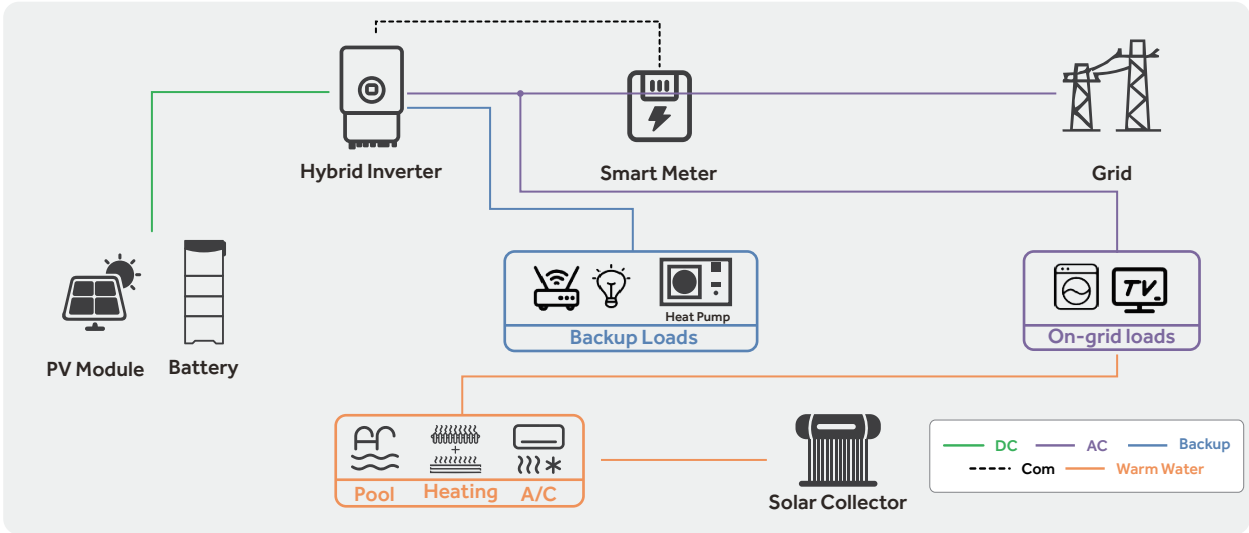 Hybrid Inverter
Smart Meter
Grid
PV Module
Battery
Heat Pump
Backup Loads
TV
On-grid loads
+
Pool
Heating
A/C
Solar Collector
DC
AC
Backup
Com
Warm Water